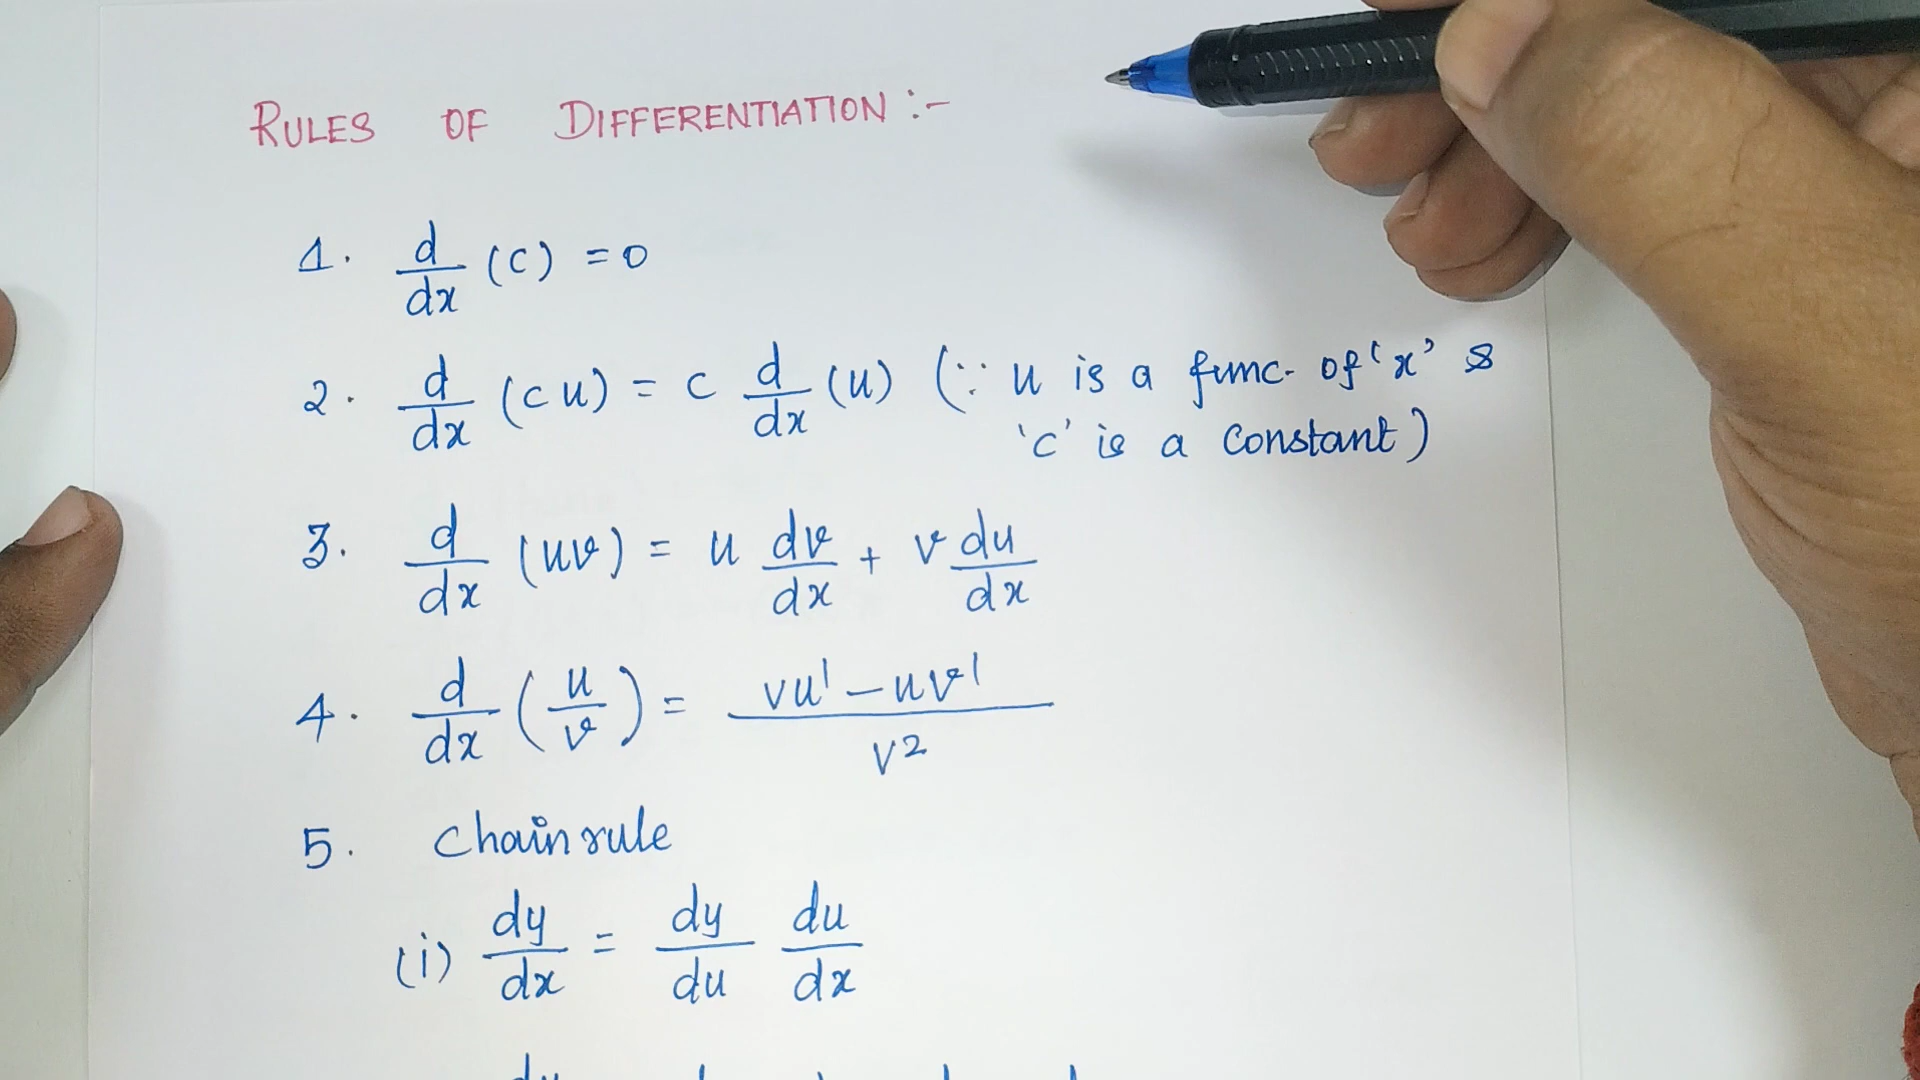 RULES OF DIFFERENTIATION :-
1. d/dx (c) = 0
2. d/dx (cu) = c d/dx (u) (∵ u is a func. of 'x' &
'c' is a constant)
3. d/dx (uv) = u dv/dx + v du/dx
4. d/dx (u/v) = vu' - uv' / v²
5. Chain rule
(i) dy/dx = dy/du du/dx